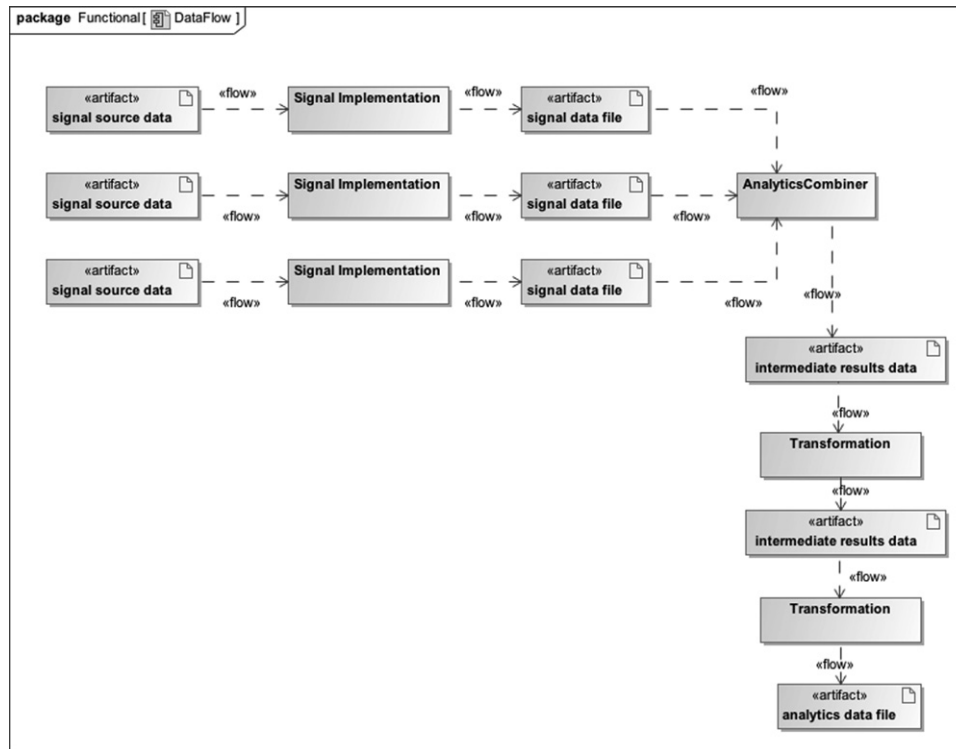 package Functional[ DataFlow ]
«artifact»
signal source data
«flow»
Signal Implementation
«flow»
«artifact»
signal data file
«flow»
«artifact»
signal source data
«flow»
Signal Implementation
«flow»
«artifact»
signal data file
«flow»
AnalyticsCombiner
«artifact»
signal source data
«flow»
Signal Implementation
«flow»
«artifact»
signal data file
«flow»
«flow»
«artifact»
intermediate results data
«flow»
Transformation
«flow»
«artifact»
intermediate results data
«flow»
Transformation
«flow»
«artifact»
analytics data file